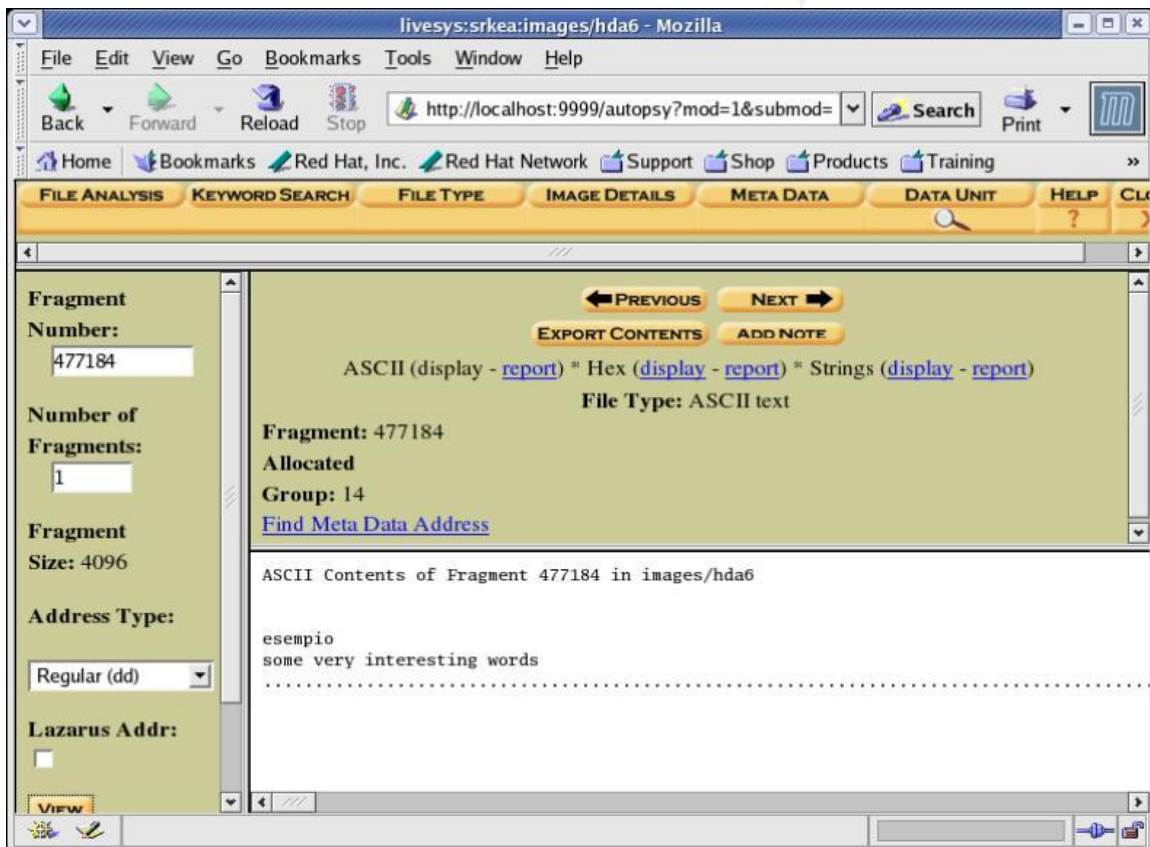 livesys:srkea:images/hda6 - Mozilla
File Edit View Go Bookmarks Tools Window Help
Back Forward Reload Stop http://localhost:9999/autopsy?mod=1&submod= Search Print
Home Bookmarks Red Hat, Inc. Red Hat Network Support Shop Products Training »
FILE ANALYSIS KEYWORD SEARCH FILE TYPE IMAGE DETAILS META DATA DATA UNIT HELP CL
?
Fragment
Number:
477184
Number of
Fragments:
1
Fragment
Size: 4096
Address Type:
Regular (dd)
Lazarus Addr:
VIEW
PREVIOUS NEXT
EXPORT CONTENTS ADD NOTE
ASCII (display - report) * Hex (display - report) * Strings (display - report)
File Type: ASCII text
Fragment: 477184
Allocated
Group: 14
Find Meta Data Address
ASCII Contents of Fragment 477184 in images/hda6
esempio
some very interesting words
..........................................................................................